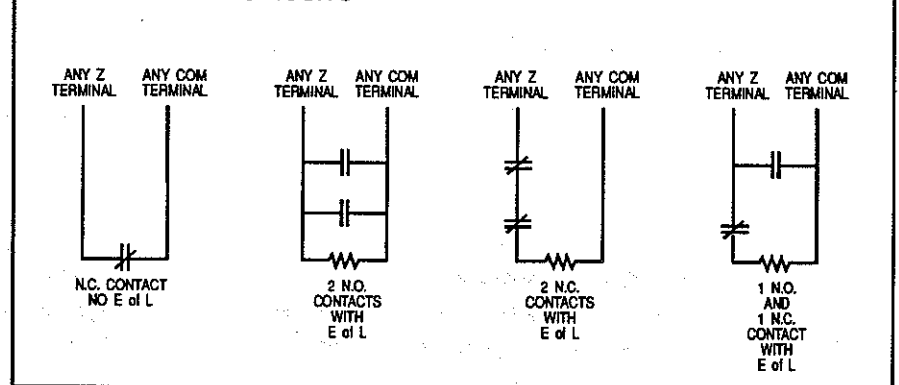 ANY Z ANY COM
TERMINAL TERMINAL
N.C. CONTACT
NO E of L
ANY Z ANY COM
TERMINAL TERMINAL
2 N.O.
CONTACTS
WITH
E of L
ANY Z ANY COM
TERMINAL TERMINAL
2 N.C.
CONTACTS
WITH
E of L
ANY Z ANY COM
TERMINAL TERMINAL
1 N.O.
AND
1 N.C.
CONTACT
WITH
E of L